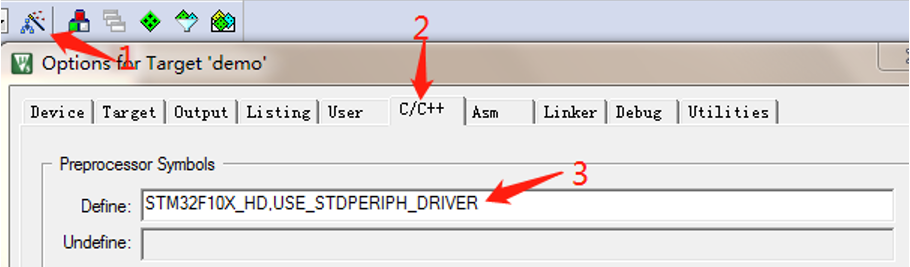 1
2
Options for Target 'demo'
Device Target Output Listing User C/C++ Asm Linker Debug Utilities
Preprocessor Symbols
3
Define: STM32F10X_HD,USE_STDPERIPH_DRIVER
Undefine: